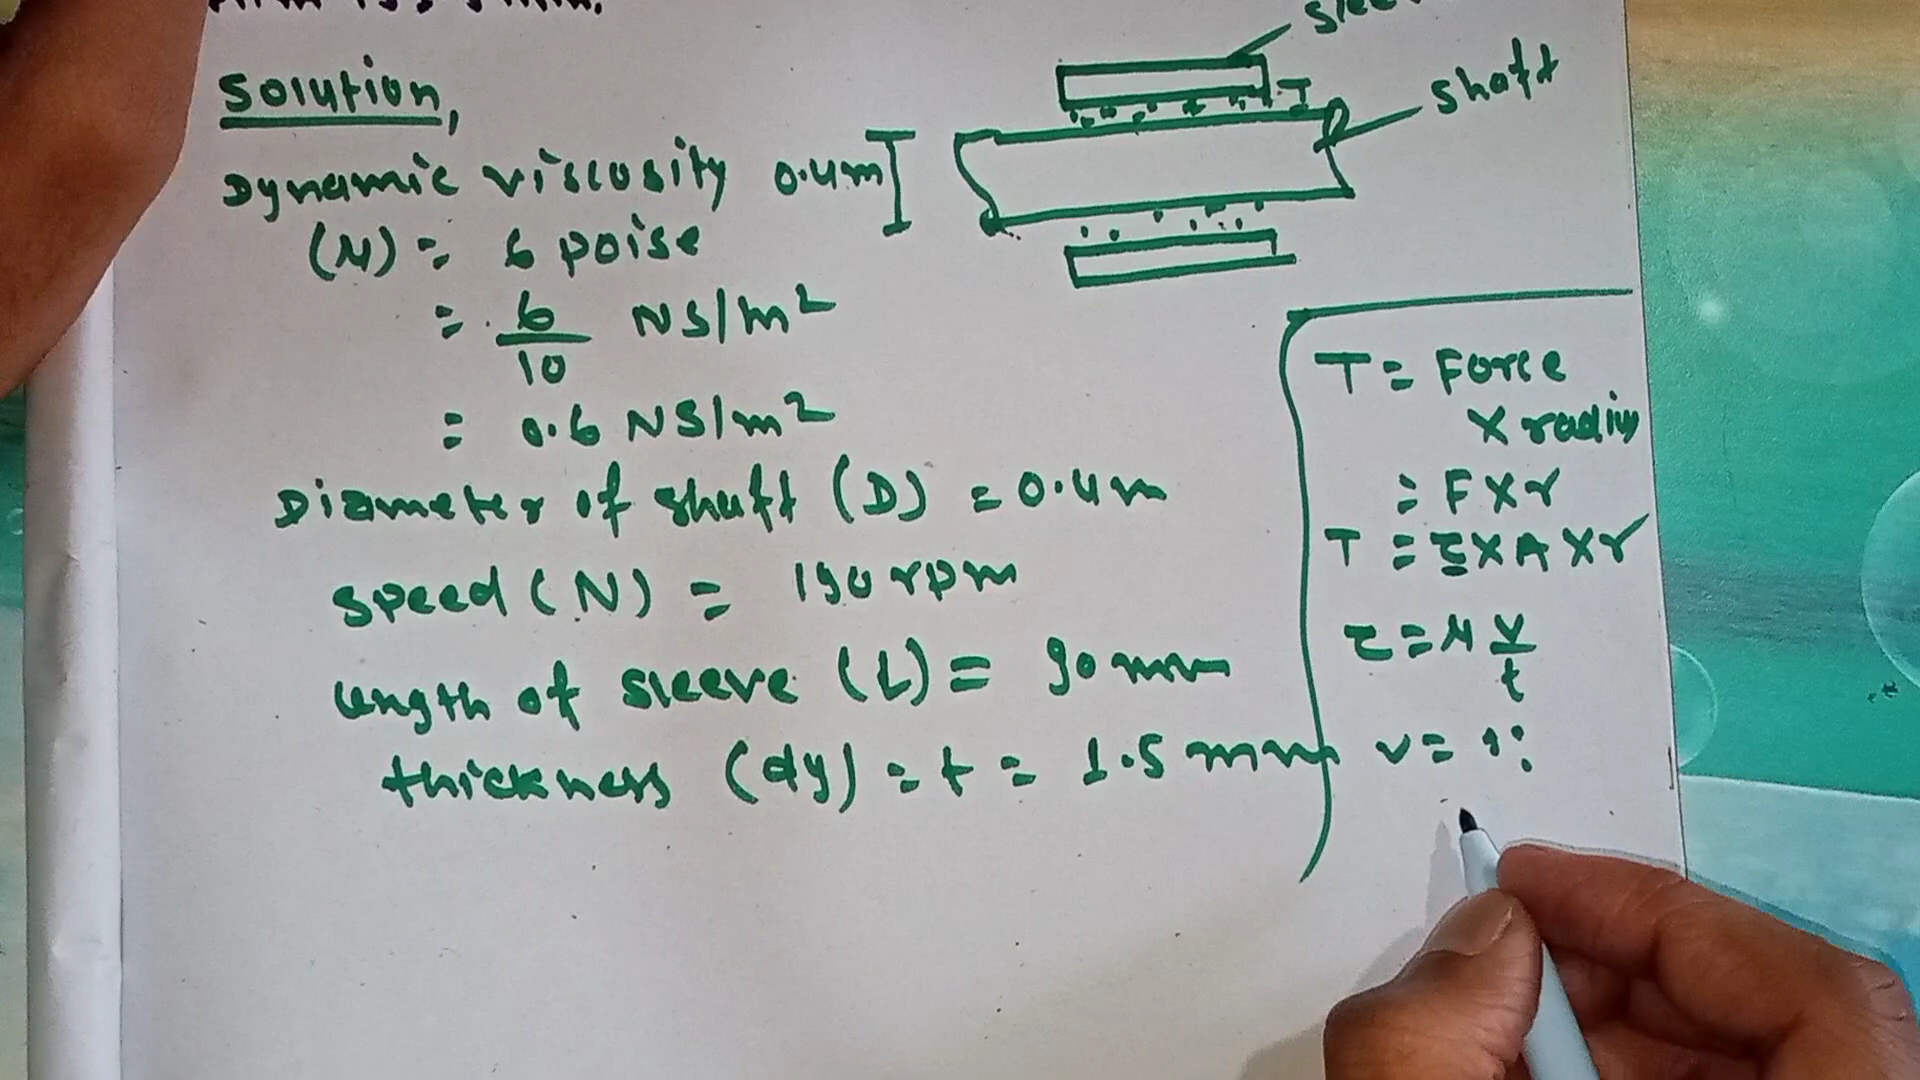 Solution,
Dynamic viscosity
(μ) = 6 poise
= 6/10 NS/m²
= 0.6 NS/m²
Diameter of shaft (D) = 0.4m
speed (N) = 190 rpm
length of sleeve (L) = 90 mm
thickness (dy) = t = 1.5 mm
0.4m
shaft
T = Force
X radius
= F X r
T = τ X A X r
τ = μ V/t
v =